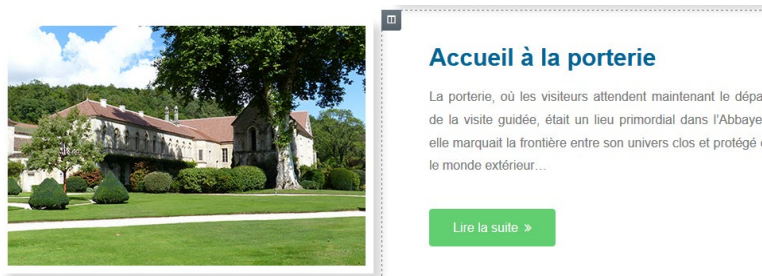 Accueil à la porterie
La porterie, où les visiteurs attendent maintenant le dépa
de la visite guidée, était un lieu primordial dans l'Abbaye
elle marquait la frontière entre son univers clos et protégé
le monde extérieur…
Lire la suite »